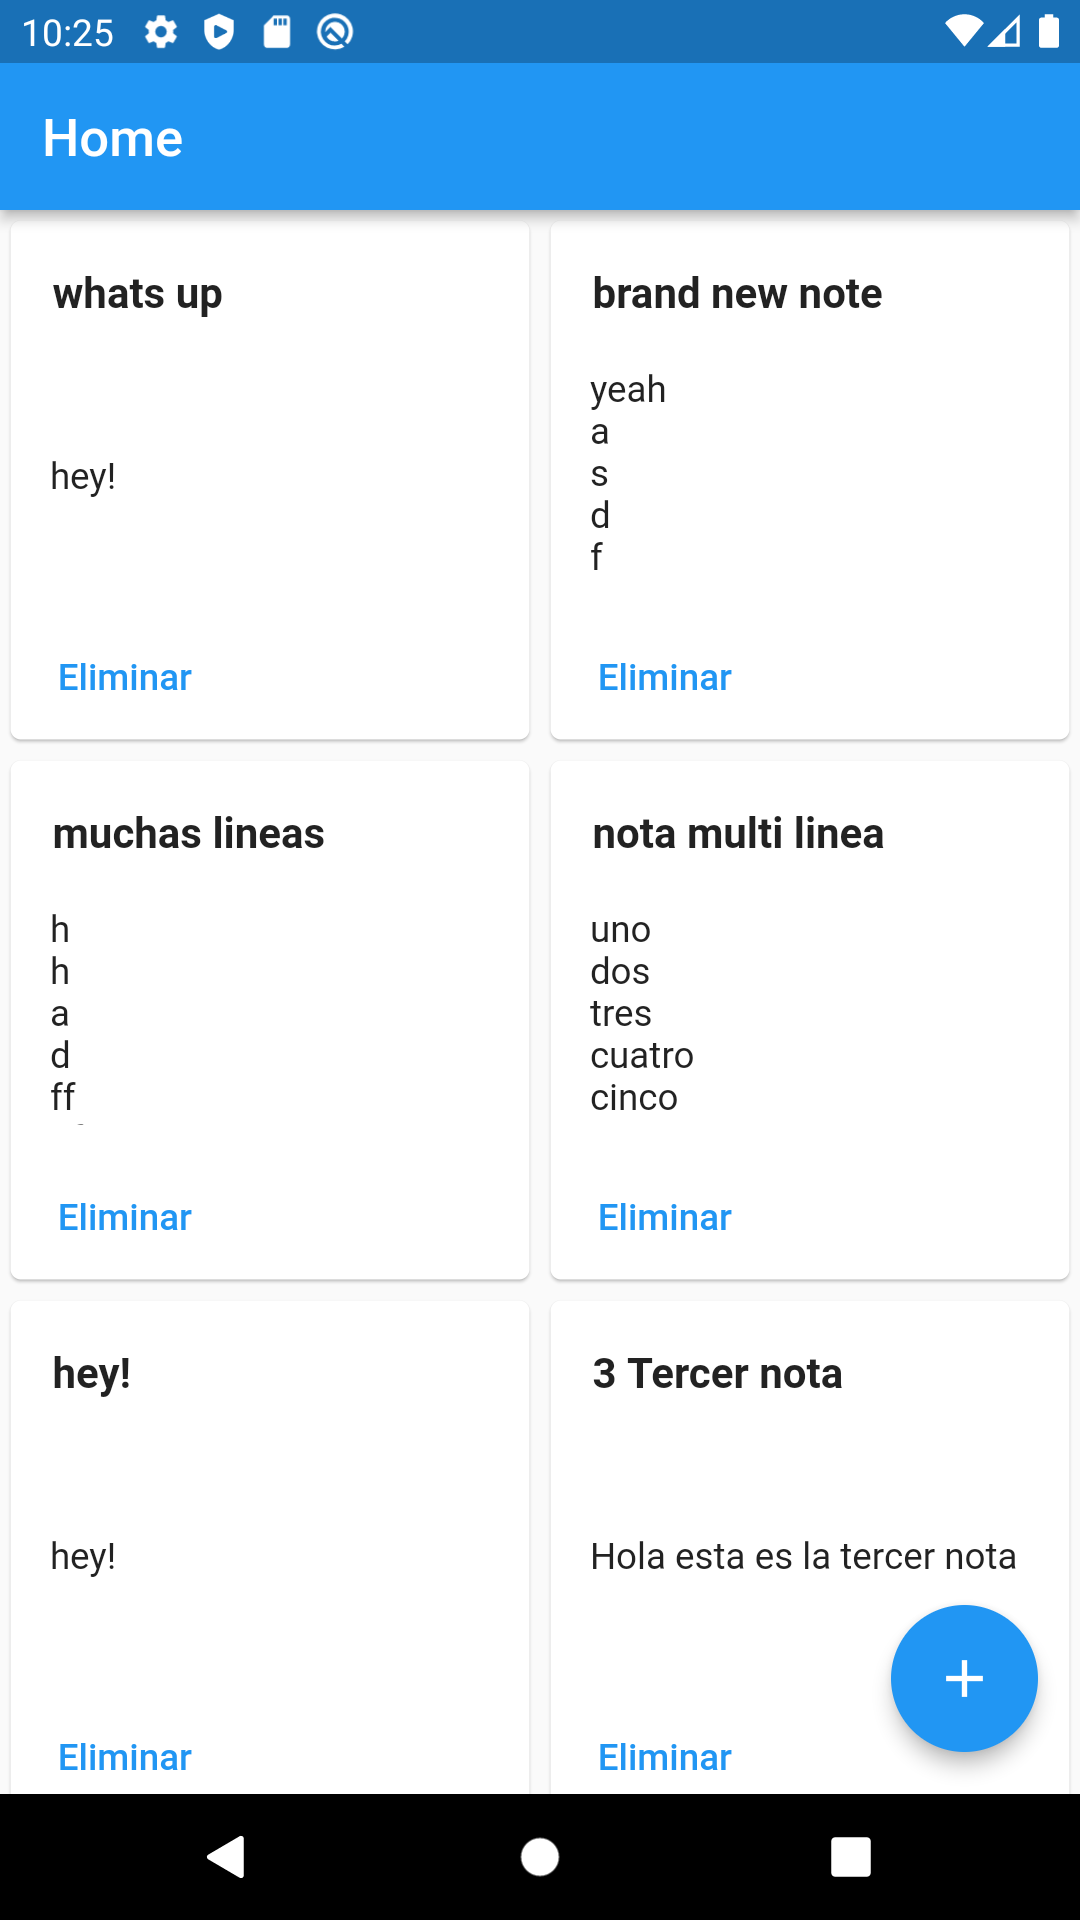 10:25
Home
whats up
hey!
Eliminar
brand new note
yeah
a
s
d
f
Eliminar
muchas lineas
h
h
a
d
ff
Eliminar
nota multi linea
uno
dos
tres
cuatro
cinco
Eliminar
hey!
hey!
Eliminar
3 Tercer nota
Hola esta es la tercer nota
Eliminar